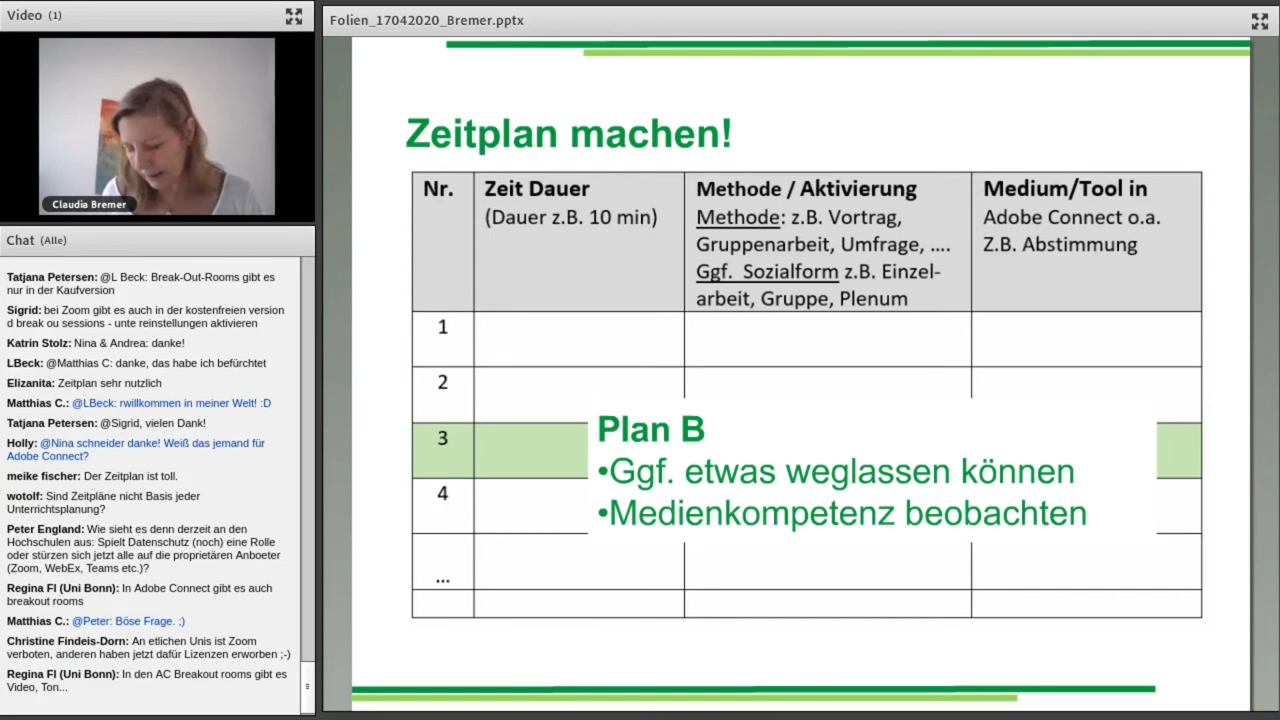 Video (1)
Claudia Bremer
Chat (Alle)
Tatjana Petersen: @L Beck: Break-Out-Rooms gibt es
nur in der Kaufversion
Sigrid: bei Zoom gibt es auch in der kostenfreien version
d break ou sessions - unte reinstellungen aktivieren
Katrin Stolz: Nina & Andrea: danke!
LBeck: @Matthias C: danke, das habe ich befürchtet
Elizanita: Zeitplan sehr nutzlich
Matthias C.: @LBeck: rwillkommen in meiner Welt! :D
Tatjana Petersen: @Sigrid, vielen Dank!
Holly: @Nina schneider danke! Weiß das jemand für
Adobe Connect?
meike fischer: Der Zeitplan ist toll.
wotolf: Sind Zeitpläne nicht Basis jeder
Unterrichtsplanung?
Peter England: Wie sieht es denn derzeit an den
Hochschulen aus: Spielt Datenschutz (noch) eine Rolle
oder stürzen sich jetzt alle auf die proprietären Anboeter
(Zoom, WebEx, Teams etc.)?
Regina Fl (Uni Bonn): In Adobe Connect gibt es auch
breakout rooms
Matthias C.: @Peter: Böse Frage. ;)
Christine Findeis-Dorn: An etlichen Unis ist Zoom
verboten, anderen haben jetzt dafür Lizenzen erworben ;-)
Regina Fl (Uni Bonn): In den AC Breakout rooms gibt es
Video, Ton...
Folien_17042020_Bremer.pptx
Zeitplan machen!
Nr.
Zeit Dauer
(Dauer z.B. 10 min)
Methode / Aktivierung
Methode: z.B. Vortrag,
Gruppenarbeit, Umfrage, ....
Ggf. Sozialform z.B. Einzel-
arbeit, Gruppe, Plenum
Medium/Tool in
Adobe Connect o.a.
Z.B. Abstimmung
1
2
3
4
...
Plan B
•Ggf. etwas weglassen können
•Medienkompetenz beobachten